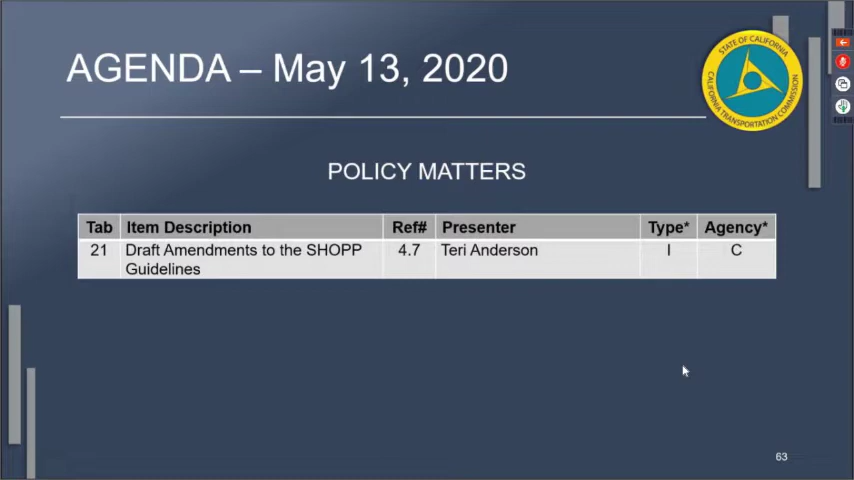 AGENDA – May 13, 2020
STATE OF CALIFORNIA
CALIFORNIA TRANSPORTATION COMMISSION
POLICY MATTERS
Tab Item Description Ref# Presenter Type* Agency*
21 Draft Amendments to the SHOPP 4.7 Teri Anderson I C
Guidelines
63